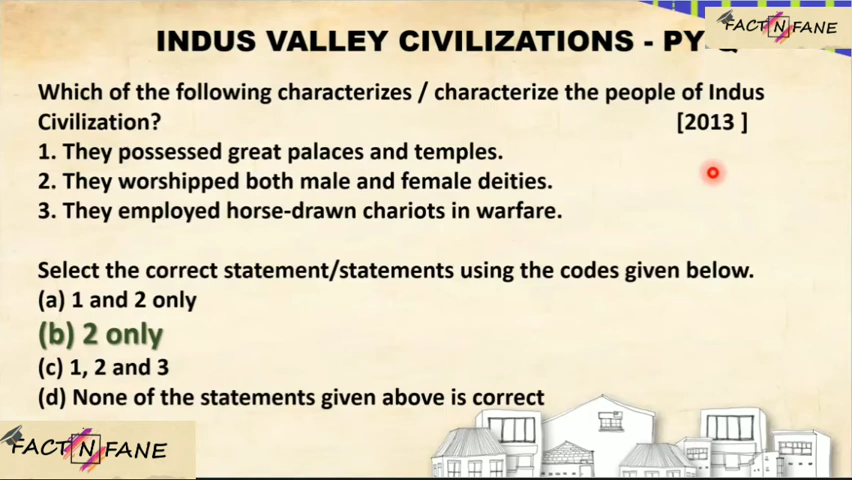 INDUS VALLEY CIVILIZATIONS - PY Q
FACT N FANE
Which of the following characterizes / characterize the people of Indus
Civilization? [2013 ]
1. They possessed great palaces and temples.
2. They worshipped both male and female deities.
3. They employed horse-drawn chariots in warfare.
Select the correct statement/statements using the codes given below.
(a) 1 and 2 only
(b) 2 only
(c) 1, 2 and 3
(d) None of the statements given above is correct
FACT N FANE